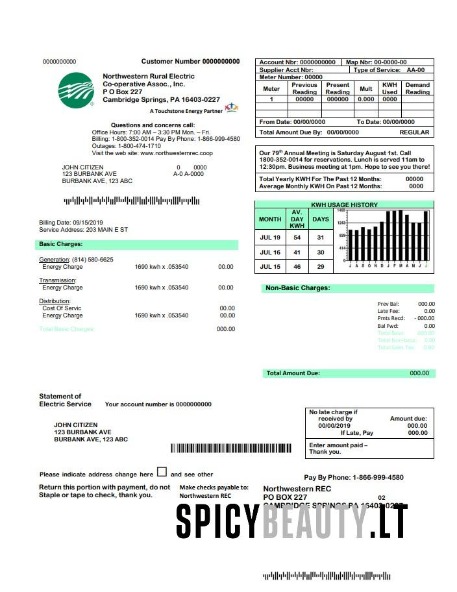 0000000000
Customer Number 0000000000
Northwestern Rural Electric
Co-operative Assoc., Inc.
P O Box 227
Cambridge Springs, PA 16403-0227
A Touchstone Energy Partner
Questions and concerns call:
Office Hours: 7:00 AM – 3:30 PM Mon. – Fri
Billing: 1-800-352-0014 Pay By Phone: 1-866-999-4580
Outages: 1-800-474-1710
Visit the web site: www.northwesternrec.coop
JOHN CITIZEN 0 0000
123 BURBANK AVE A-0 A-0000
BURBANK AVE, 123 ABC
Account Nbr: 0000000000 Map Nbr: 00-0000-00
Supplier Acct Nbr: Type of Service: AA-00
Meter Number: 00000
Meter Previous Reading Present Reading Mult KWH Used Demand Reading
1 00000 000000 0.000 0000
From Date: 00/00/0000 To Date: 00/00/0000
Total Amount Due By: 00/00/0000 REGULAR
Our 79th Annual Meeting is Saturday August 1st. Call
1800-352-0014 for reservations. Lunch is served 11am to
12:30pm. Business meeting at 1pm. Hope to see you there!
Total Yearly KWH For The Past 12 Months: 00000
Average Monthly KWH On Past 12 Months: 0000
KWH USAGE HISTORY
MONTH AV. DAY KWH DAYS
JUL 19 54 31
JUL 16 41 30
JUL 15 46 29
J A S O N D J F M A M J J
Billing Date: 09/15/2019
Service Address: 203 MAIN E ST
Basic Charges:
Generation: (814) 580-6625
Energy Charge 1690 kwh x .053540 00.00
Transmission:
Energy Charge 1690 kwh x .053540 00.00
Distribution:
Cost Of Servic 00.00
Energy Charge 1690 kwh x .053540 00.00
Total Basic Charges 000.00
Non-Basic Charges:
Prev Bal: 000.00
Late Fee: 0.00
Pmts Recd: - 000.00
Bal Fwd: 0.00
Total Amount Due: 000.00
Statement of
Electric Service Your account number is 0000000000
JOHN CITIZEN
123 BURBANK AVE
BURBANK AVE, 123 ABC
No late charge if
received by Amount due:
00/00/2019 000.00
If Late, Pay 000.00
Enter amount paid –
Thank you.
Please indicate address change here and see other
Return this portion with payment, do not
Staple or tape to check, thank you.
Make checks payable to:
Northwestern REC
Pay By Phone: 1-866-999-4580
Northwestern REC
PO BOX 227 02
CAMBRIDGE SPRINGS PA 16403-0227
SPICYBEAUTY.LT